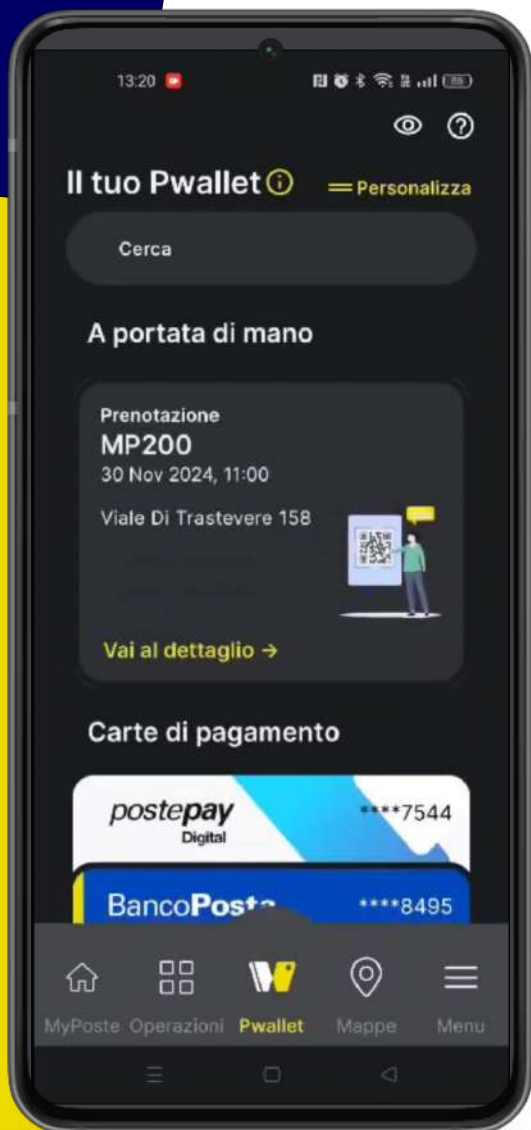 13:20
Il tuo Pwallet
Personalizza
Cerca
A portata di mano
Prenotazione
MP200
30 Nov 2024, 11:00
Viale Di Trastevere 158
Vai al dettaglio →
Carte di pagamento
postepay ****7544
Digital
BancoPosta ****8495
MyPoste Operazioni Pwallet Mappe Menu